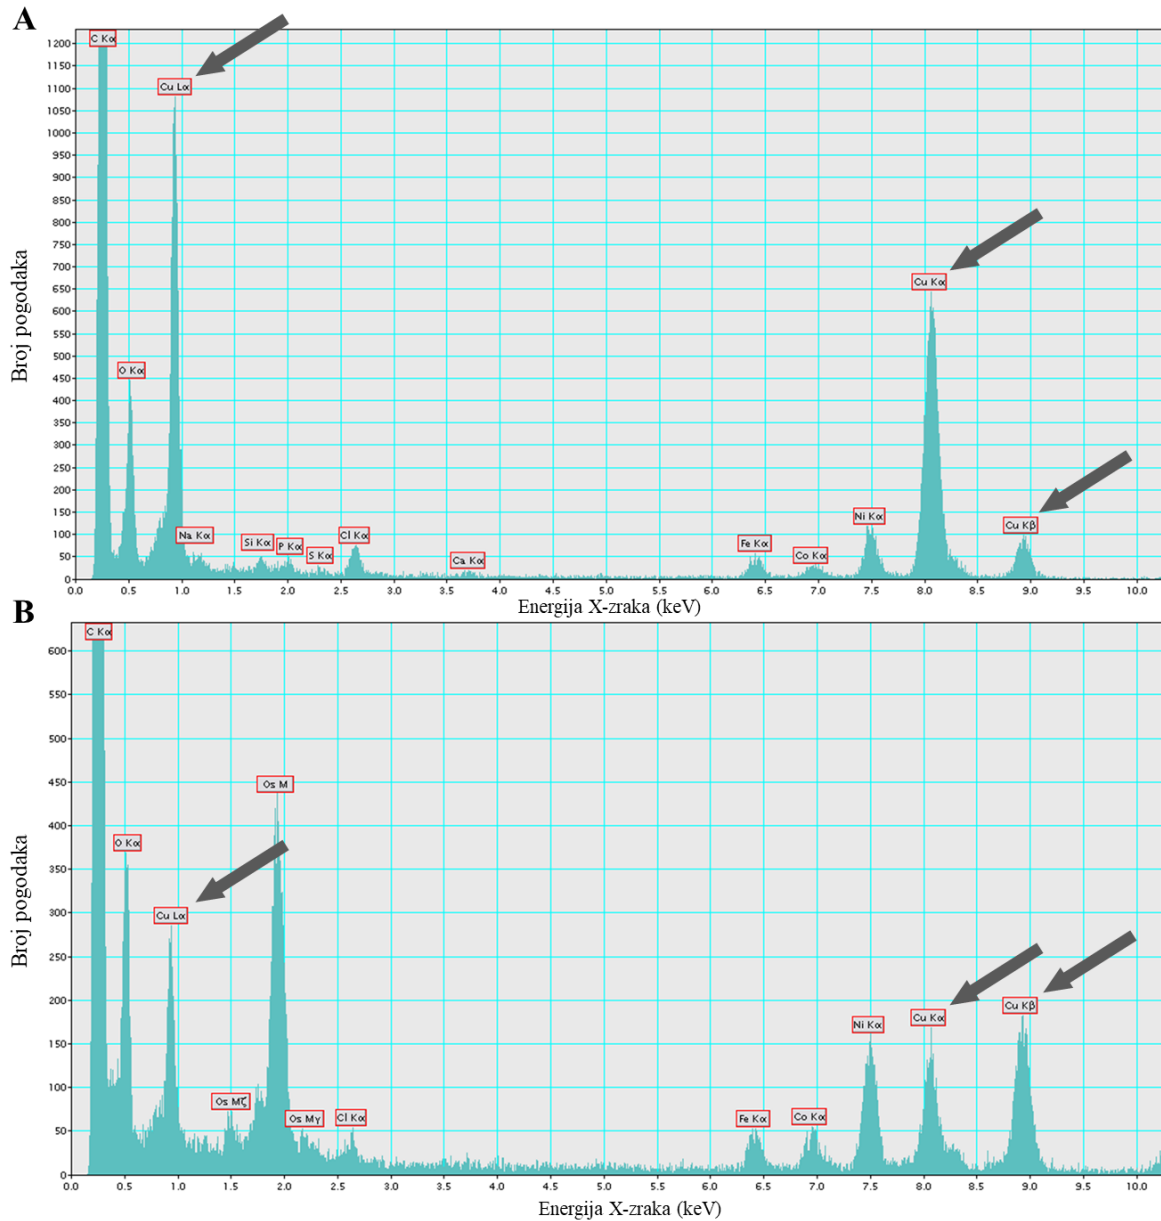 A
C Kα
Cu Lα
O Kα
Na Kα
Si Kα
P Kα
S Kα
Cl Kα
Ca Kα
Fe Kα
Co Kα
Ni Kα
Cu Kα
Cu Kβ
1200
1150
1100
1050
1000
950
900
850
800
750
700
650
600
550
500
450
400
350
300
250
200
150
100
50
0
Broj pogodaka
0.0 0.5 1.0 1.5 2.0 2.5 3.0 3.5 4.0 4.5 5.0 5.5 6.0 6.5 7.0 7.5 8.0 8.5 9.0 9.5 10.0
Energija X-zraka (keV)
B
C Kα
O Kα
Cu Lα
Os Mζ
Os M
Os Mγ
Cl Kα
Fe Kα
Co Kα
Ni Kα
Cu Kα
Cu Kβ
600
550
500
450
400
350
300
250
200
150
100
50
0
Broj pogodaka
0.0 0.5 1.0 1.5 2.0 2.5 3.0 3.5 4.0 4.5 5.0 5.5 6.0 6.5 7.0 7.5 8.0 8.5 9.0 9.5 10.0
Energija X-zraka (keV)